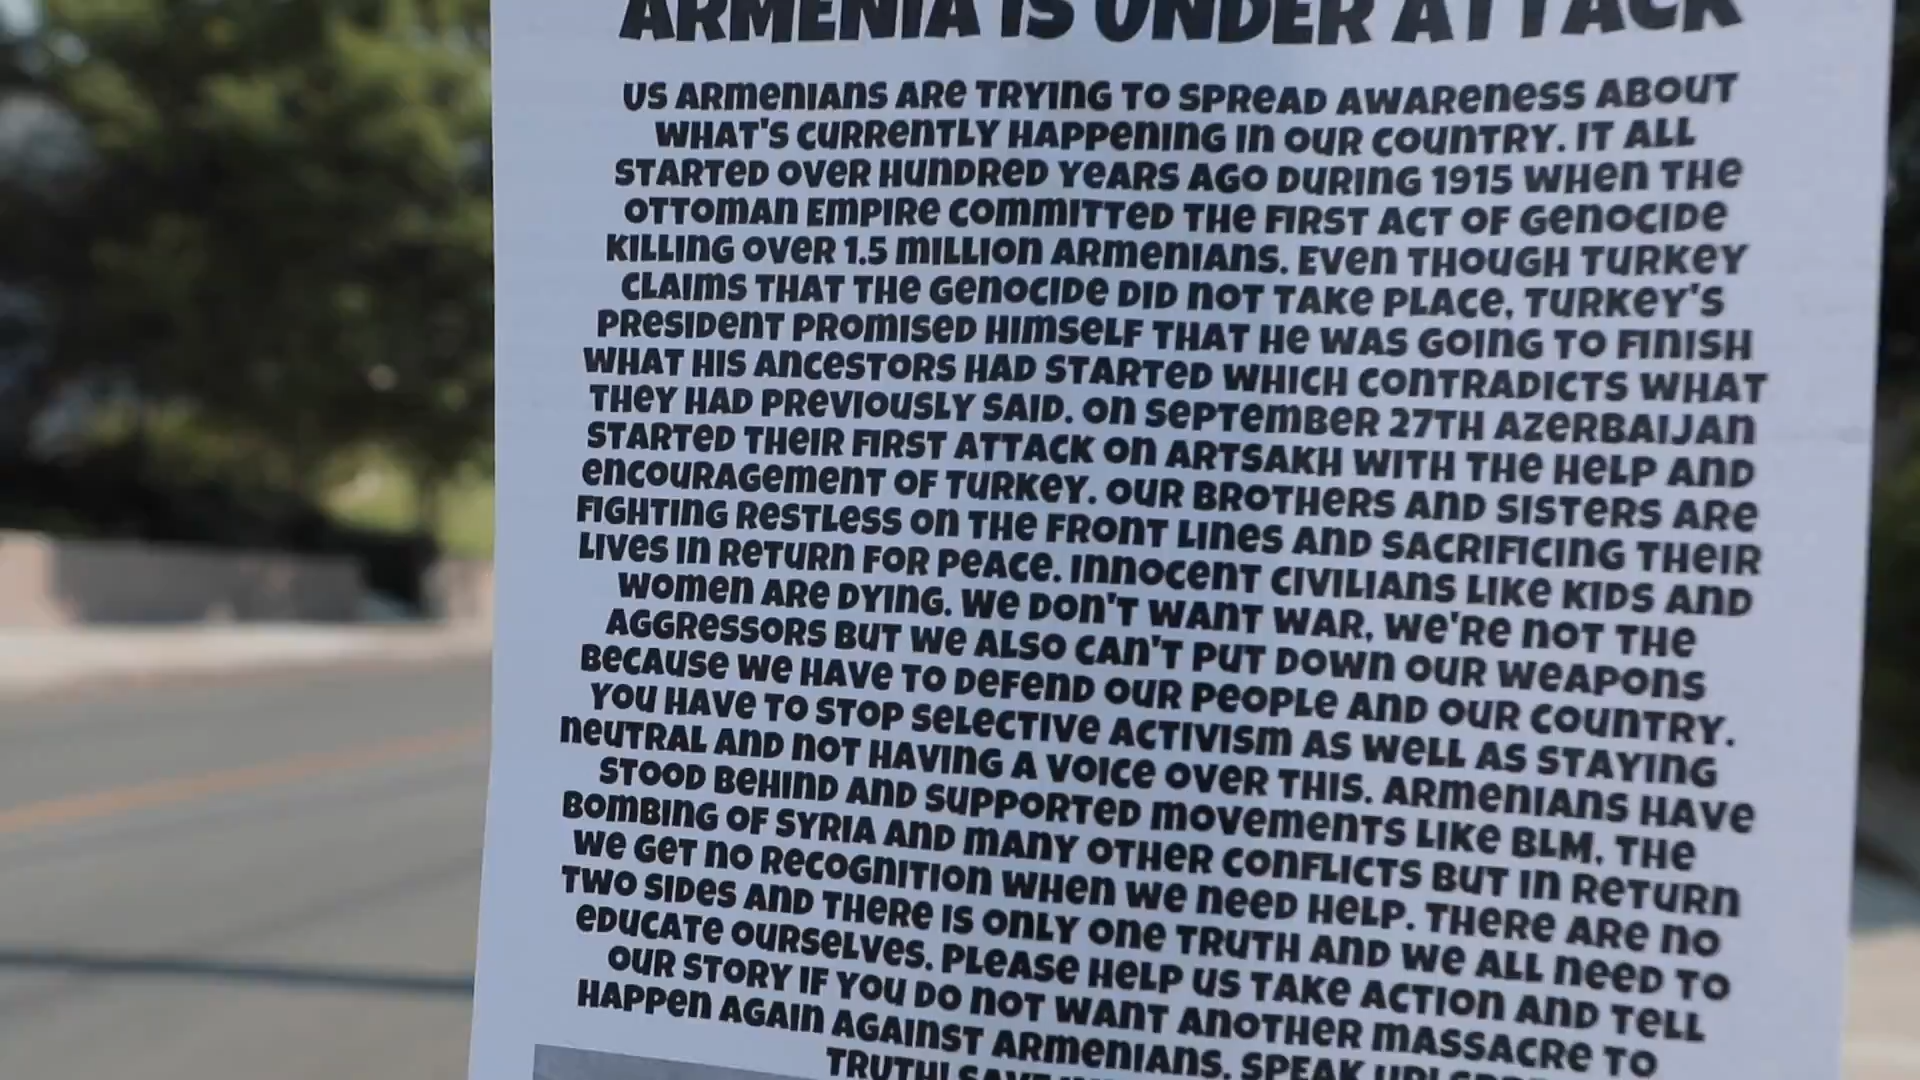 ARMENIA IS UNDER ATTACK
US ARMENIANS ARE TRYING TO SPREAD AWARENESS ABOUT
WHAT'S CURRENTLY HAPPENING IN OUR COUNTRY. IT ALL
STARTED OVER HUNDRED YEARS AGO DURING 1915 WHEN THE
OTTOMAN EMPIRE COMMITTED THE FIRST ACT OF GENOCIDE
KILLING OVER 1.5 MILLION ARMENIANS. EVEN THOUGH TURKEY
CLAIMS THAT THE GENOCIDE DID NOT TAKE PLACE, TURKEY'S
PRESIDENT PROMISED HIMSELF THAT HE WAS GOING TO FINISH
WHAT HIS ANCESTORS HAD STARTED WHICH CONTRADICTS WHAT
THEY HAD PREVIOUSLY SAID. ON SEPTEMBER 27TH AZERBAIJAN
STARTED THEIR FIRST ATTACK ON ARTSAKH WITH THE HELP AND
ENCOURAGEMENT OF TURKEY. OUR BROTHERS AND SISTERS ARE
FIGHTING RESTLESS ON THE FRONT LINES AND SACRIFICING THEIR
LIVES IN RETURN FOR PEACE. INNOCENT CIVILIANS LIKE KIDS AND
WOMEN ARE DYING. WE DON'T WANT WAR, WE'RE NOT THE
AGGRESSORS BUT WE ALSO CAN'T PUT DOWN OUR WEAPONS
BECAUSE WE HAVE TO DEFEND OUR PEOPLE AND OUR COUNTRY.
YOU HAVE TO STOP SELECTIVE ACTIVISM AS WELL AS STAYING
NEUTRAL AND NOT HAVING A VOICE OVER THIS. ARMENIANS HAVE
STOOD BEHIND AND SUPPORTED MOVEMENTS LIKE BLM, THE
BOMBING OF SYRIA AND MANY OTHER CONFLICTS BUT IN RETURN
WE GET NO RECOGNITION WHEN WE NEED HELP. THERE ARE NO
TWO SIDES AND THERE IS ONLY ONE TRUTH AND WE ALL NEED TO
EDUCATE OURSELVES. PLEASE HELP US TAKE ACTION AND TELL
OUR STORY IF YOU DO NOT WANT ANOTHER MASSACRE TO
HAPPEN AGAIN AGAINST ARMENIANS. SPEAK UP!
TRUTH!